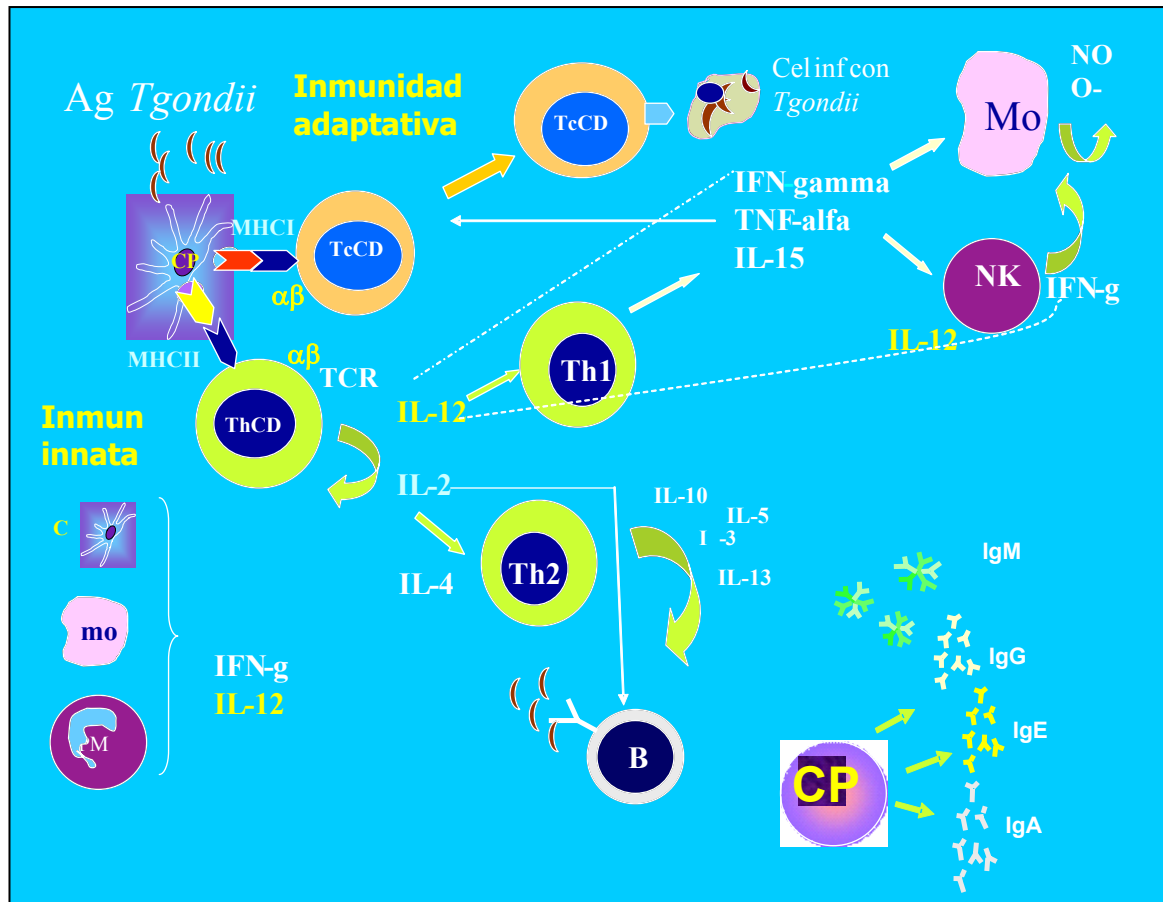 Ag Tgondii
Inmunidad
adaptativa
TcCD
Cel inf con
Tgondii
Mo
NO
O-
MHCI
CP
TcCD
αβ
IFN-gamma
TNF-alfa
IL-15
NK
IFN-g
IL-12
MHCII
αβ
TCR
ThCD
Th1
IL-12
Inmun
innata
IL-2
IL-10
IL-5
I -3
IL-13
C
IL-4
Th2
IgM
mo
IFN-g
IL-12
IgG
M
B
IgE
CP
IgA